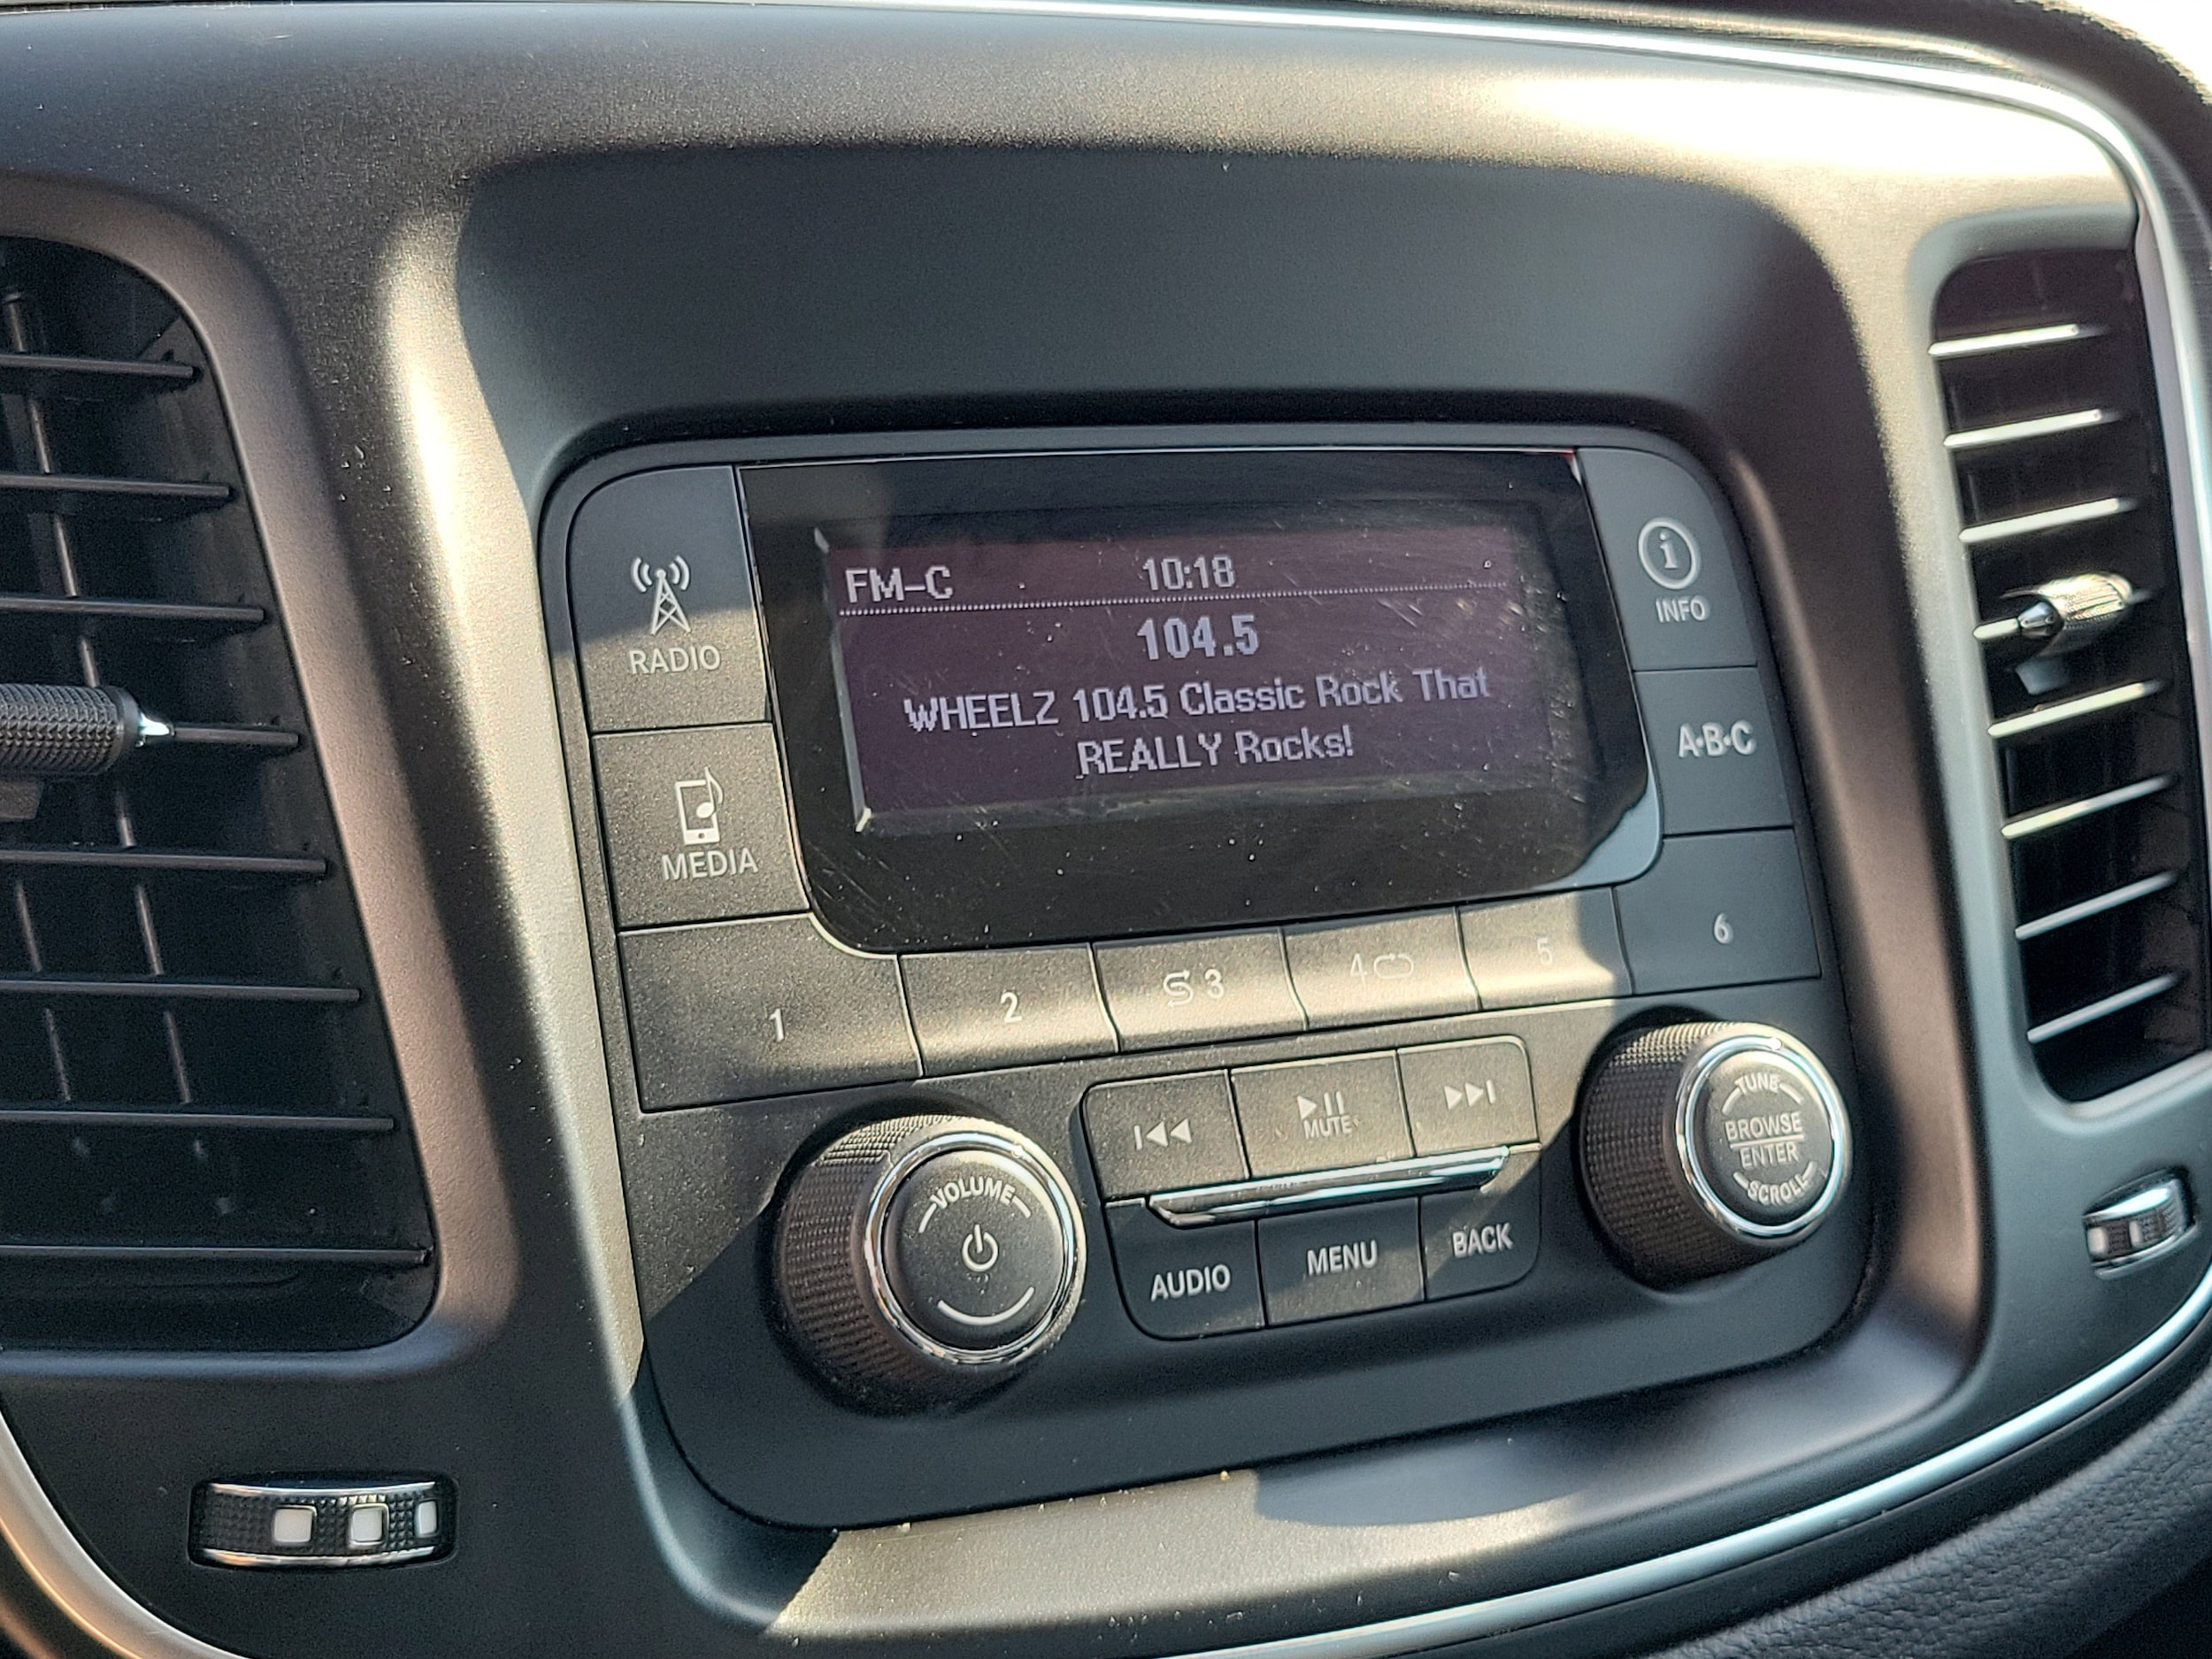 FM-C 10:18
104.5
WHEELZ 104.5 Classic Rock That
REALLY Rocks!
RADIO
MEDIA
i
INFO
A·B·C
1 2 3 4 5 6
MUTE
VOLUME
AUDIO MENU BACK
TUNE
BROWSE
ENTER
SCROLL